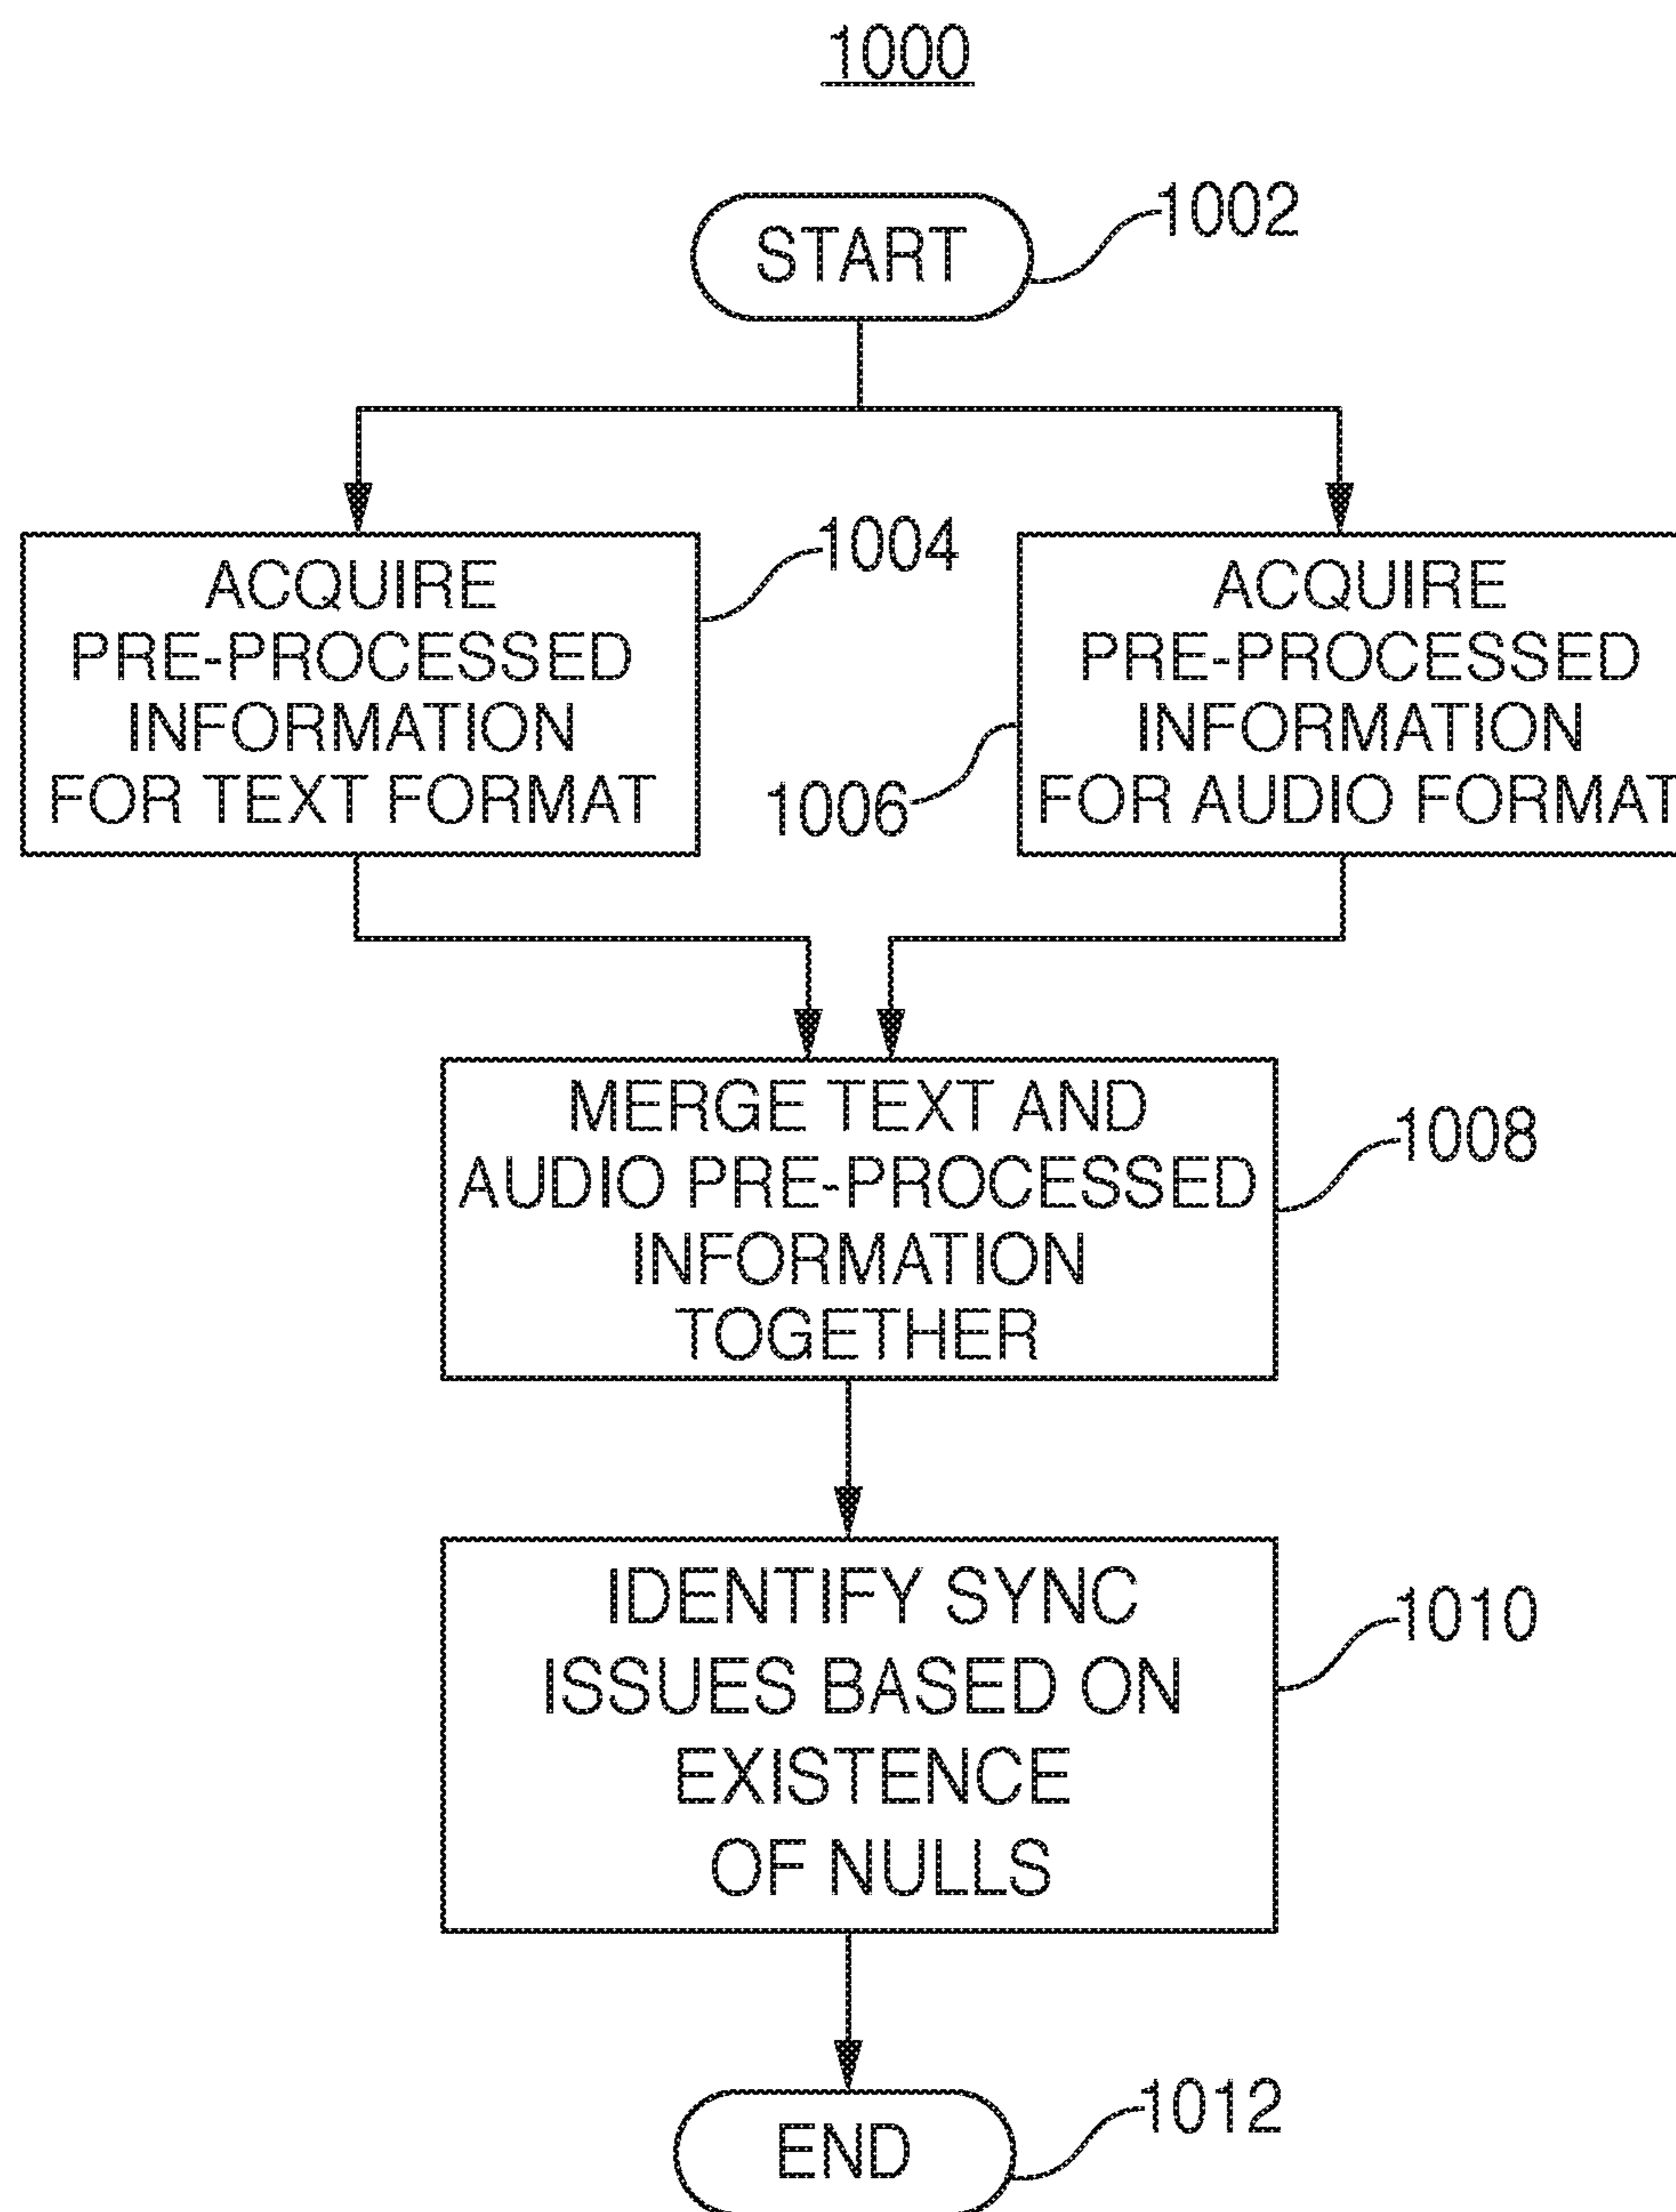 1000
START
1002
ACQUIRE
PRE-PROCESSED
INFORMATION
FOR TEXT FORMAT
1004
ACQUIRE
PRE-PROCESSED
INFORMATION
FOR AUDIO FORMAT
1006
MERGE TEXT AND
AUDIO PRE-PROCESSED
INFORMATION
TOGETHER
1008
IDENTIFY SYNC
ISSUES BASED ON
EXISTENCE
OF NULLS
1010
END
1012